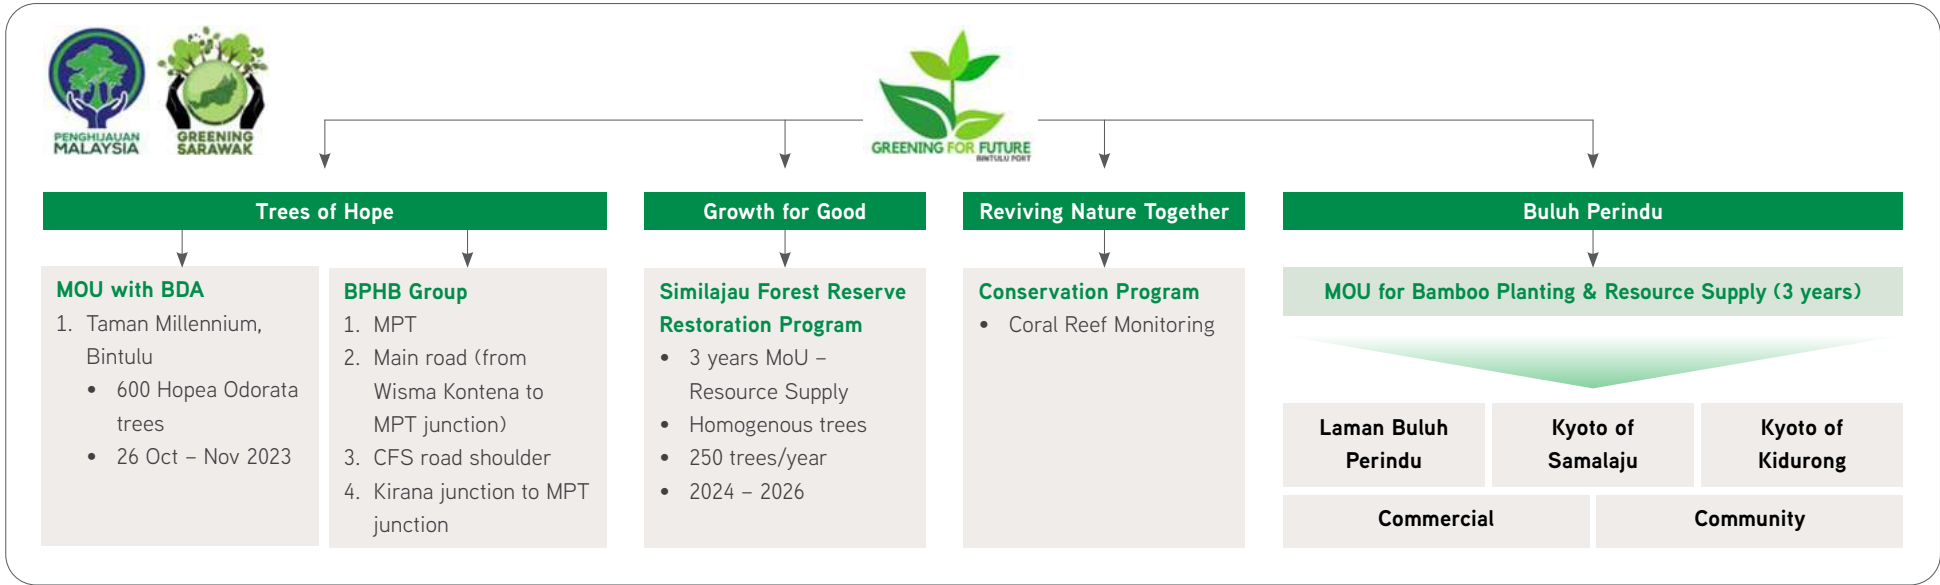 PENGHIJAUAN
MALAYSIA
GREENING
SARAWAK
GREENING FOR FUTURE
BINTULU PORT
Trees of Hope
MOU with BDA
1. Taman Millennium,
Bintulu
• 600 Hopea Odorata
trees
• 26 Oct – Nov 2023
BPHB Group
1. MPT
2. Main road (from
Wisma Kontena to
MPT junction)
3. CFS road shoulder
4. Kirana junction to MPT
junction
Growth for Good
Similajau Forest Reserve
Restoration Program
• 3 years MoU –
Resource Supply
• Homogenous trees
• 250 trees/year
• 2024 – 2026
Reviving Nature Together
Conservation Program
• Coral Reef Monitoring
Buluh Perindu
MOU for Bamboo Planting & Resource Supply (3 years)
Laman Buluh
Perindu
Kyoto of
Samalaju
Kyoto of
Kidurong
Commercial
Community